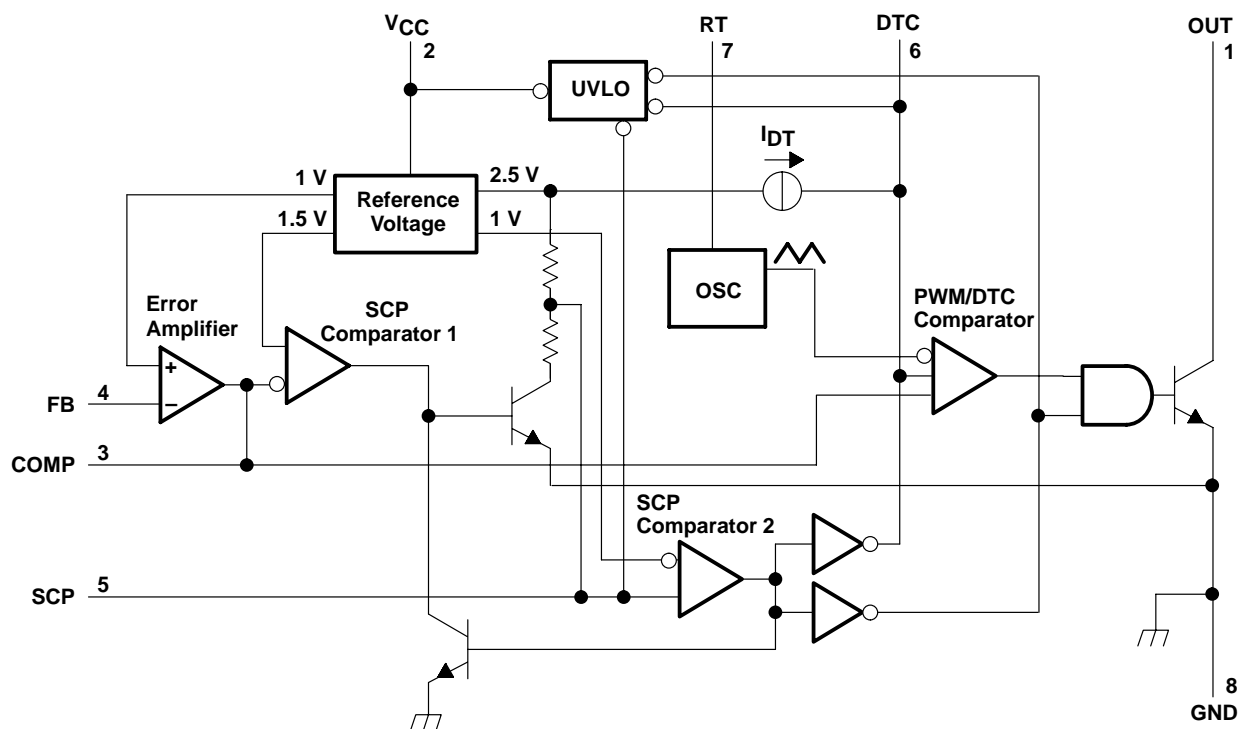 VCC
2
RT
7
DTC
6
OUT
1
UVLO
IDT
1 V
2.5 V
Reference
Voltage
1.5 V
1 V
OSC
Error
Amplifier
SCP
Comparator 1
PWM/DTC
Comparator
+
−
FB
4
COMP
3
SCP
Comparator 2
SCP
5
8
GND